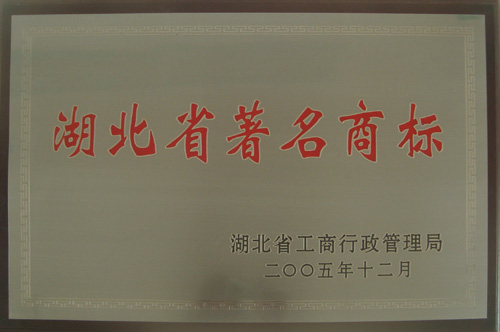 湖北省著名商标
湖北省工商行政管理局
二〇〇五年十二月